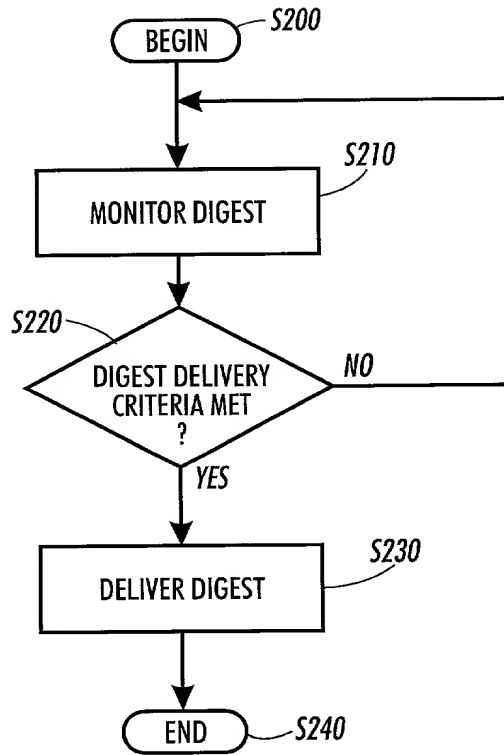 BEGIN
S200
S210
MONITOR DIGEST
S220
DIGEST DELIVERY
CRITERIA MET
?
NO
YES
S230
DELIVER DIGEST
END
S240